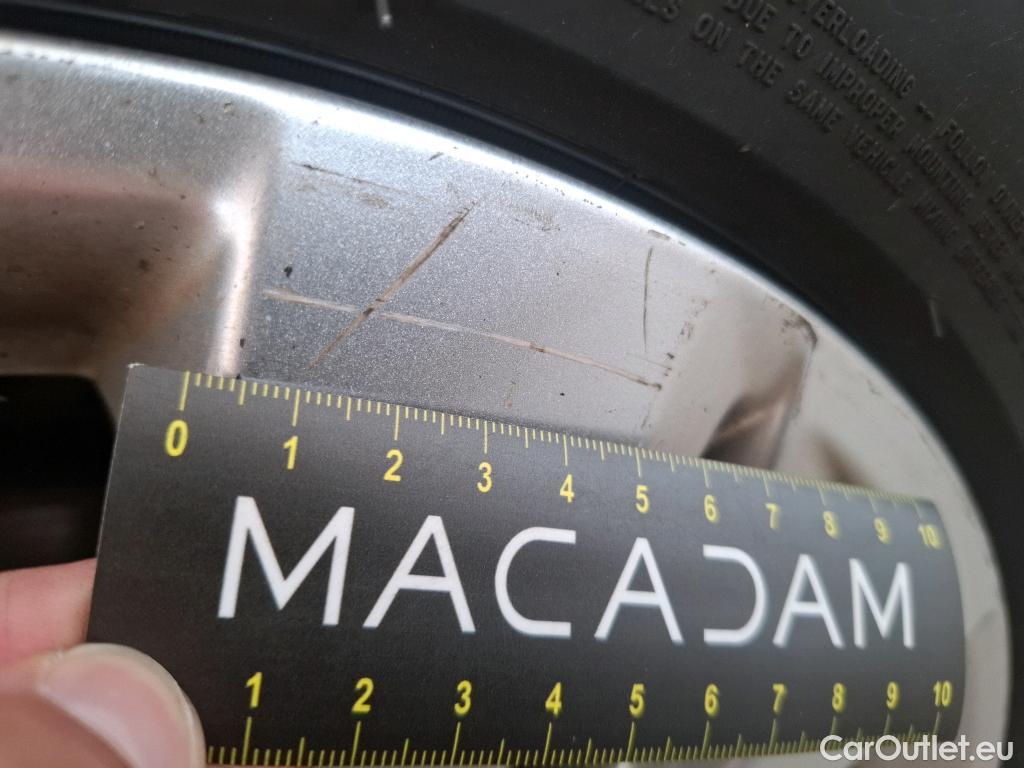 OVERLOADING -- FOLLOW
DUE TO IMPROPER MOUNTING. NEVER
ON THE SAME VEHICLE
0 1 2 3 4 5 6 7 8 9 10
MACADAM
1 2 3 4 5 6 7 8 9 10
CarOutlet.eu